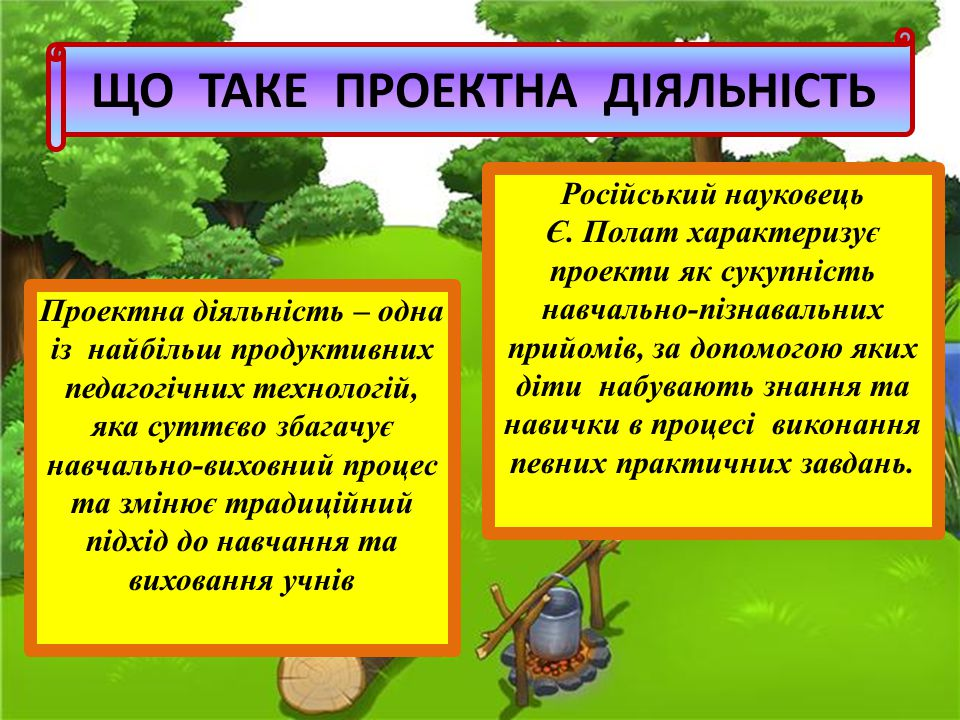 ЩО ТАКЕ ПРОЕКТНА ДІЯЛЬНІСТЬ
Проектна діяльність – одна
із найбільш продуктивних
педагогічних технологій,
яка суттєво збагачує
навчально-виховний процес
та змінює традиційний
підхід до навчання та
виховання учнів
Російський науковець
Є. Полат характеризує
проекти як сукупність
навчально-пізнавальних
прийомів, за допомогою яких
діти набувають знання та
навички в процесі виконання
певних практичних завдань.